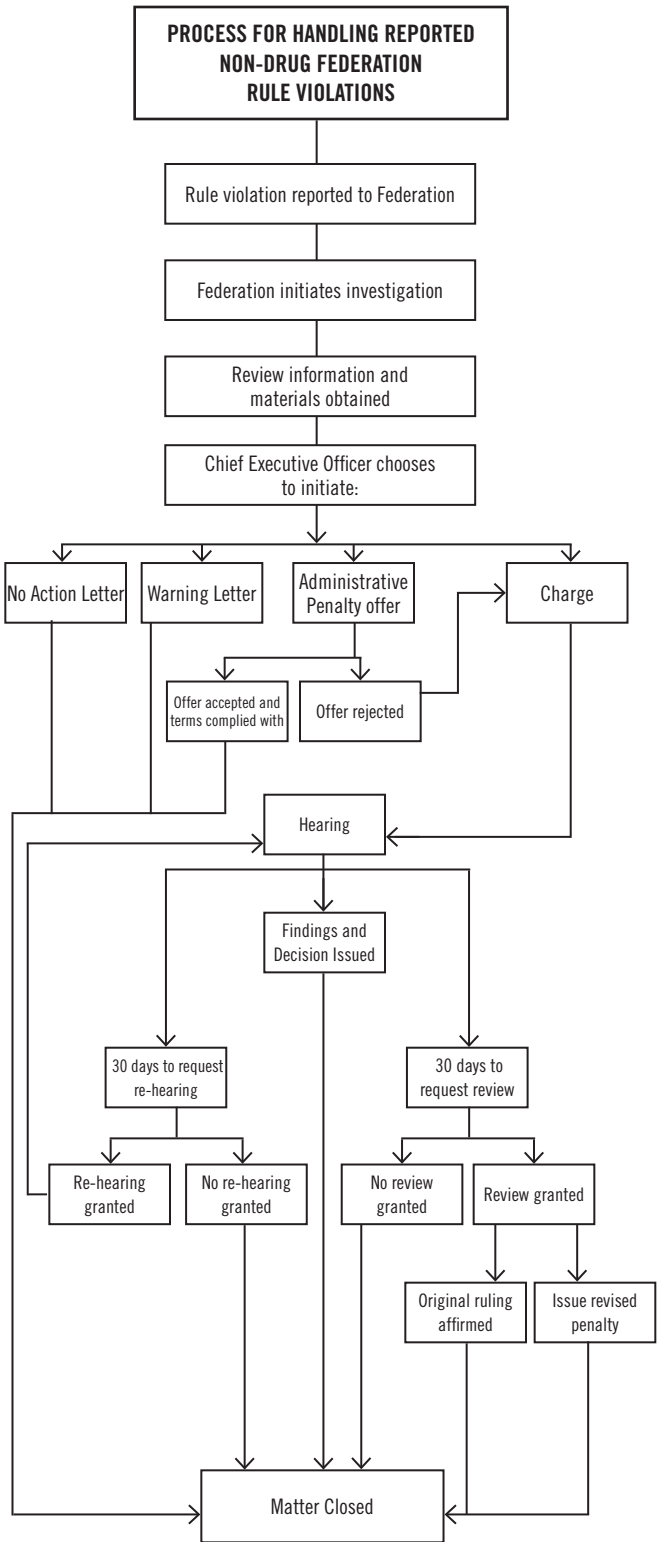 PROCESS FOR HANDLING REPORTED
NON-DRUG FEDERATION
RULE VIOLATIONS
Rule violation reported to Federation
Federation initiates investigation
Review information and
materials obtained
Chief Executive Officer chooses
to initiate:
No Action Letter
Warning Letter
Administrative
Penalty offer
Charge
Offer accepted and
terms complied with
Offer rejected
Hearing
Findings and
Decision Issued
30 days to request
re-hearing
30 days to
request review
Re-hearing
granted
No re-hearing
granted
No review
granted
Review granted
Original ruling
affirmed
Issue revised
penalty
Matter Closed